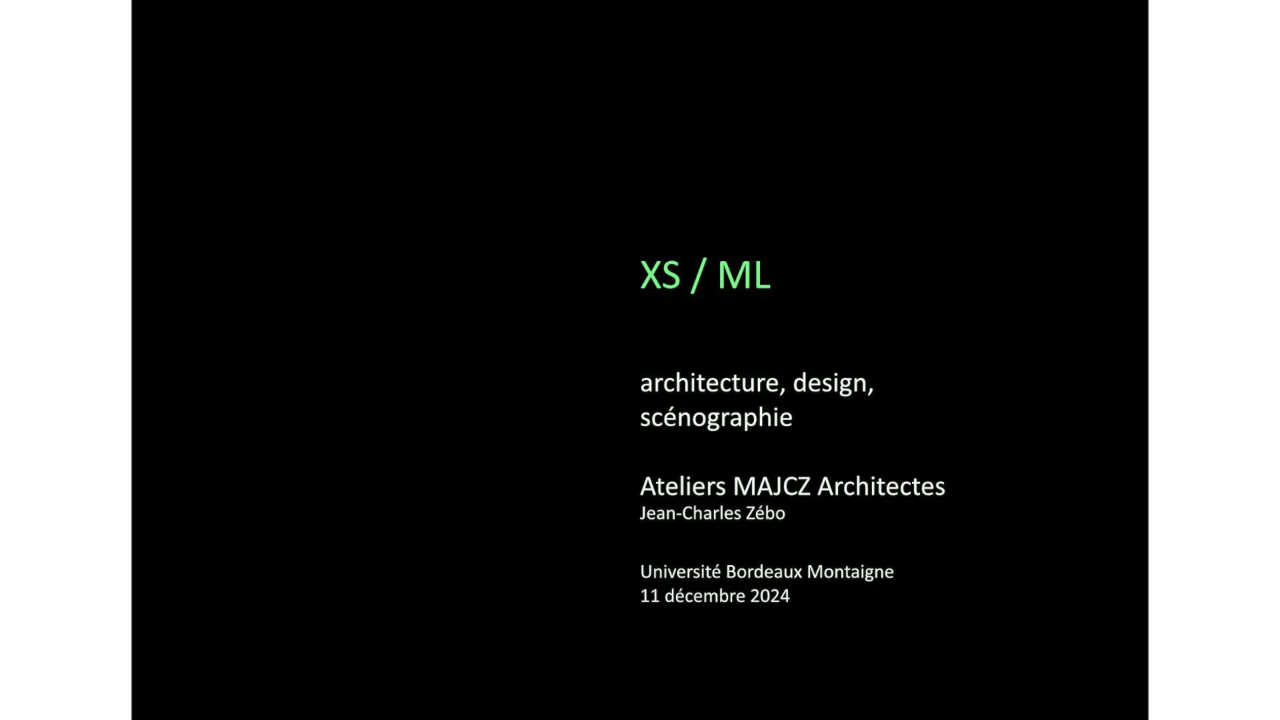 XS / ML
architecture, design,
scénographie
Ateliers MAJCZ Architectes
Jean-Charles Zébo
Université Bordeaux Montaigne
11 décembre 2024